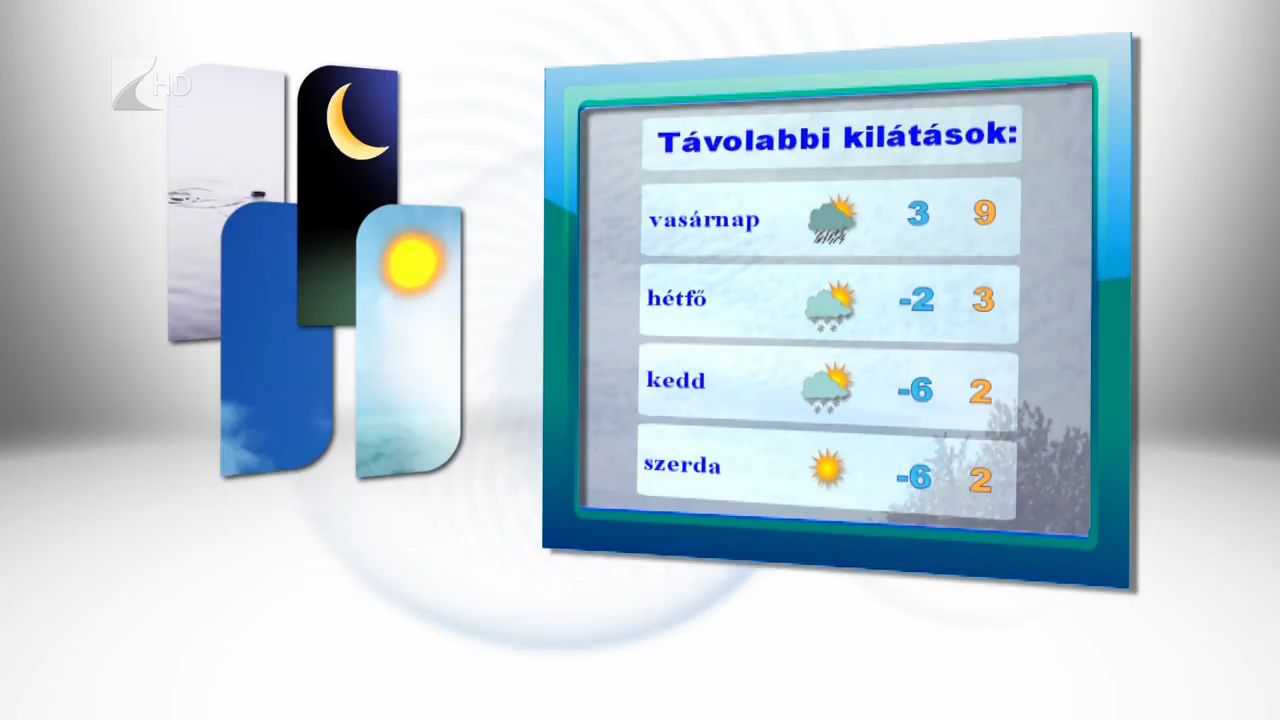 HD
Távolabbi kilátások:
vasárnap 3 9
hétfő -2 3
kedd -6 2
szerda -6 2